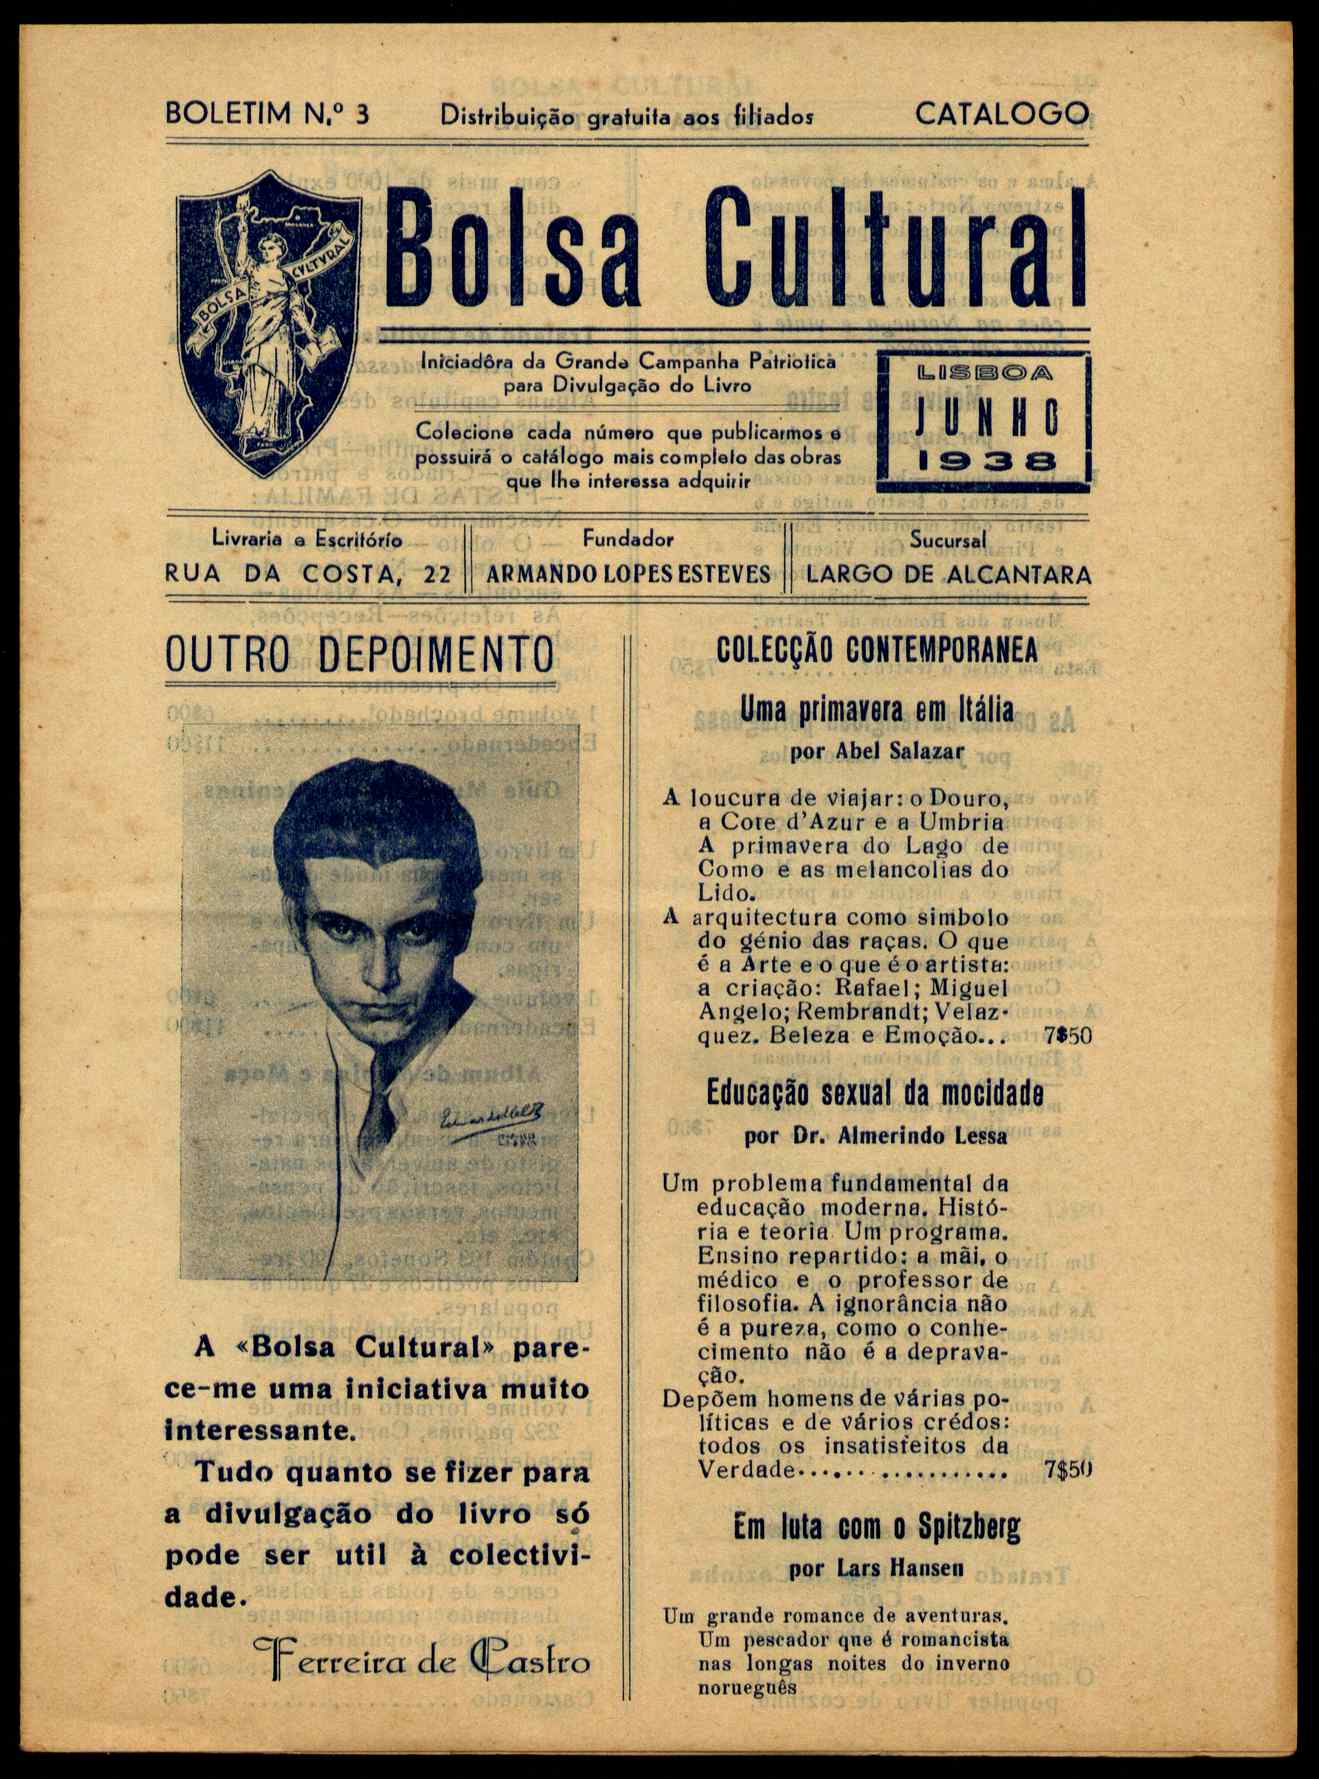 BOLETIM N.º 3 Distribuição gratuita aos filiados CATALOGO
BOLSA CULTURAL
Bolsa Cultural
Iniciadôra da Grande Campanha Patriotica
para Divulgação do Livro
Colecione cada número que publicarmos e
possuirá o catálogo mais completo das obras
que lhe interessa adquirir
LISBOA
JUNHO
1938
Livraria e Escritório
RUA DA COSTA, 22
Fundador
ARMANDO LOPES ESTEVES
Sucursal
LARGO DE ALCANTARA
OUTRO DEPOIMENTO
A «Bolsa Cultural» pare-
ce-me uma iniciativa muito
interessante.
Tudo quanto se fizer para
a divulgação do livro só
pode ser util à colectivi-
dade.
Ferreira de Castro
COLECÇÃO CONTEMPORANEA
Uma primavera em Itália
por Abel Salazar
A loucura de viajar: o Douro,
a Cote d'Azur e a Umbria
A primavera do Lago de
Como e as melancolias do
Lido.
A arquitectura como simbolo
do génio das raças. O que
é a Arte e o que é o artista:
a criação: Rafael; Miguel
Angelo; Rembrandt; Velaz-
quez. Beleza e Emoção... 7$50
Educação sexual da mocidade
por Dr. Almerindo Lessa
Um problema fundamental da
educação moderna. Histó-
ria e teoria Um programa.
Ensino repartido: a mãi, o
médico e o professor de
filosofia. A ignorância não
é a pureza, como o conhe-
cimento não é a deprava-
ção.
Depõem homens de várias po-
líticas e de vários crédos:
todos os insatisfeitos da
Verdade.................. 7$50
Em luta com o Spitzberg
por Lars Hansen
Um grande romance de aventuras.
Um pescador que é romancista
nas longas noites do inverno
norueguês